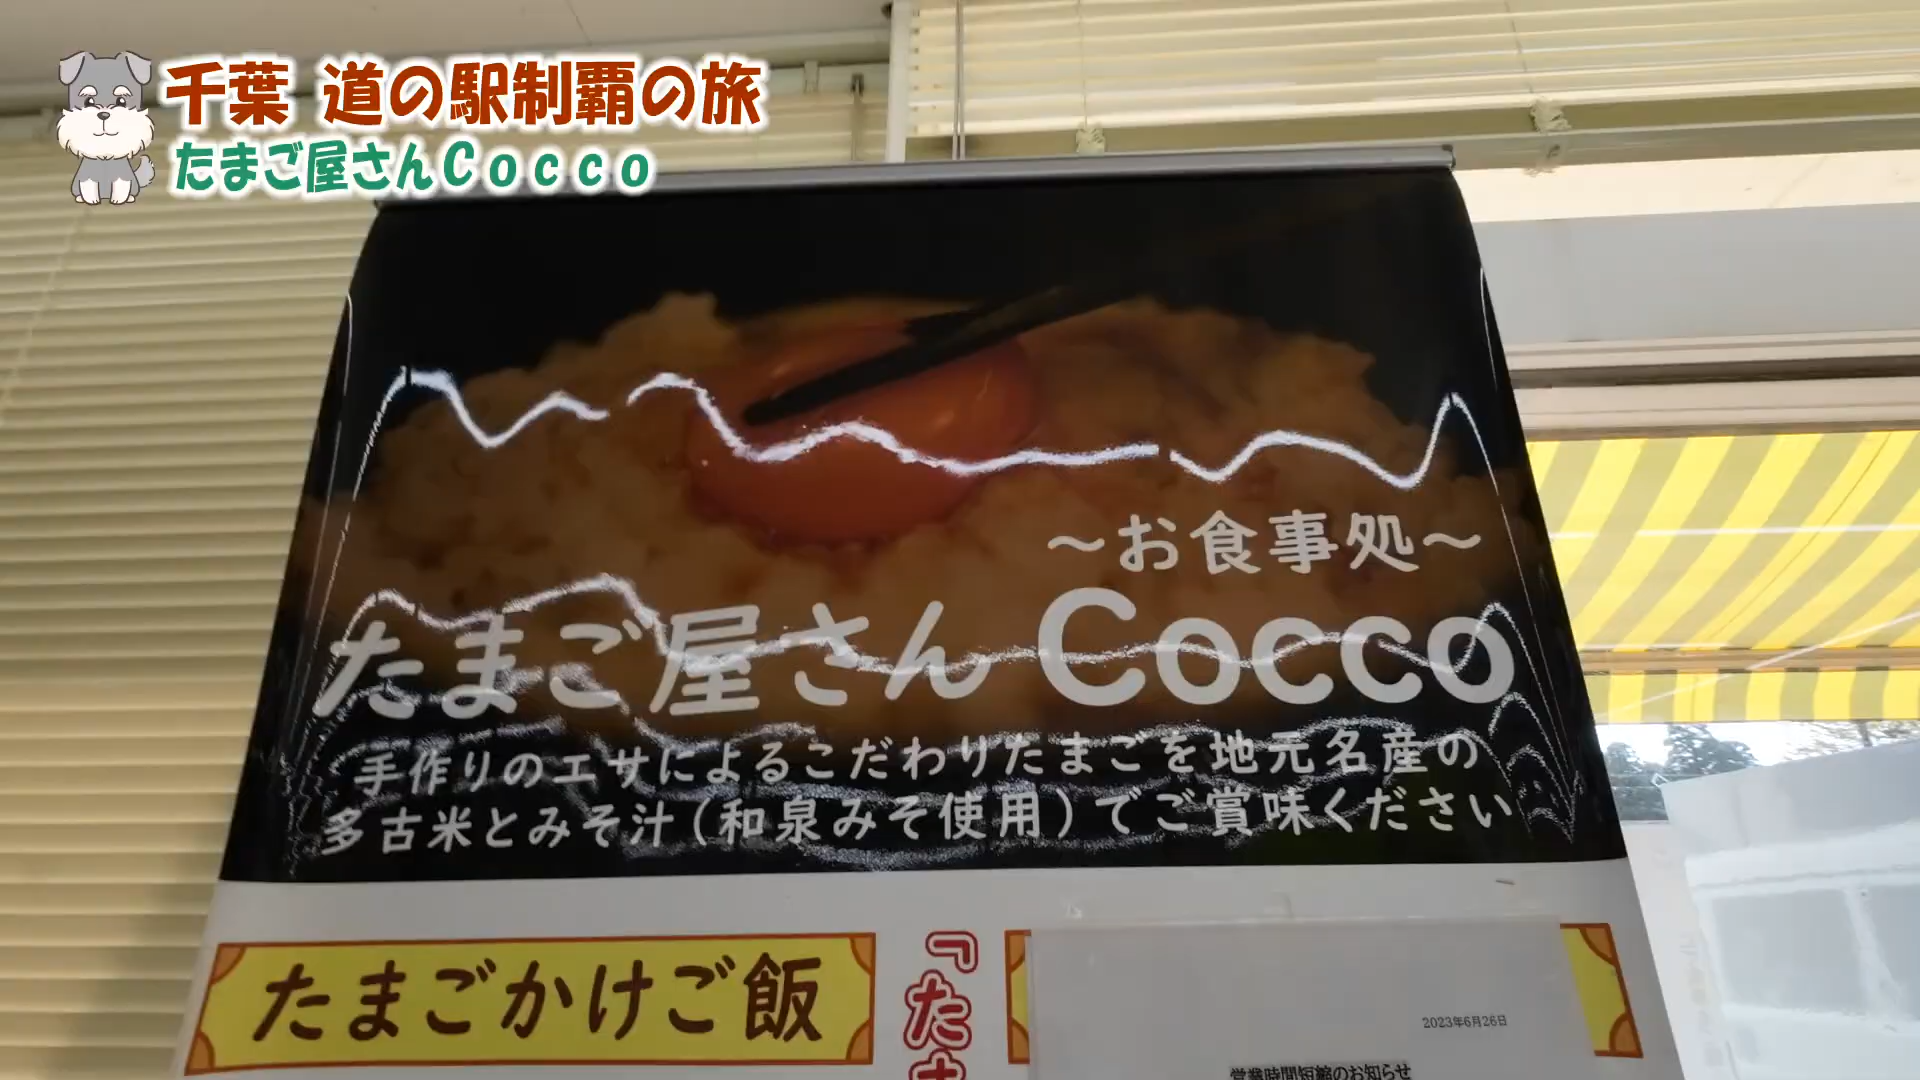 千葉 道の駅制覇の旅
たまご屋さんCocco
～お食事処～
たまご屋さん Cocco
手作りのエサによるこだわりたまごを地元名産の
多古米とみそ汁(和泉みそ使用)でご賞味ください
たまごかけご飯
『た
2023年6月26日
営業時間短縮のお知らせ